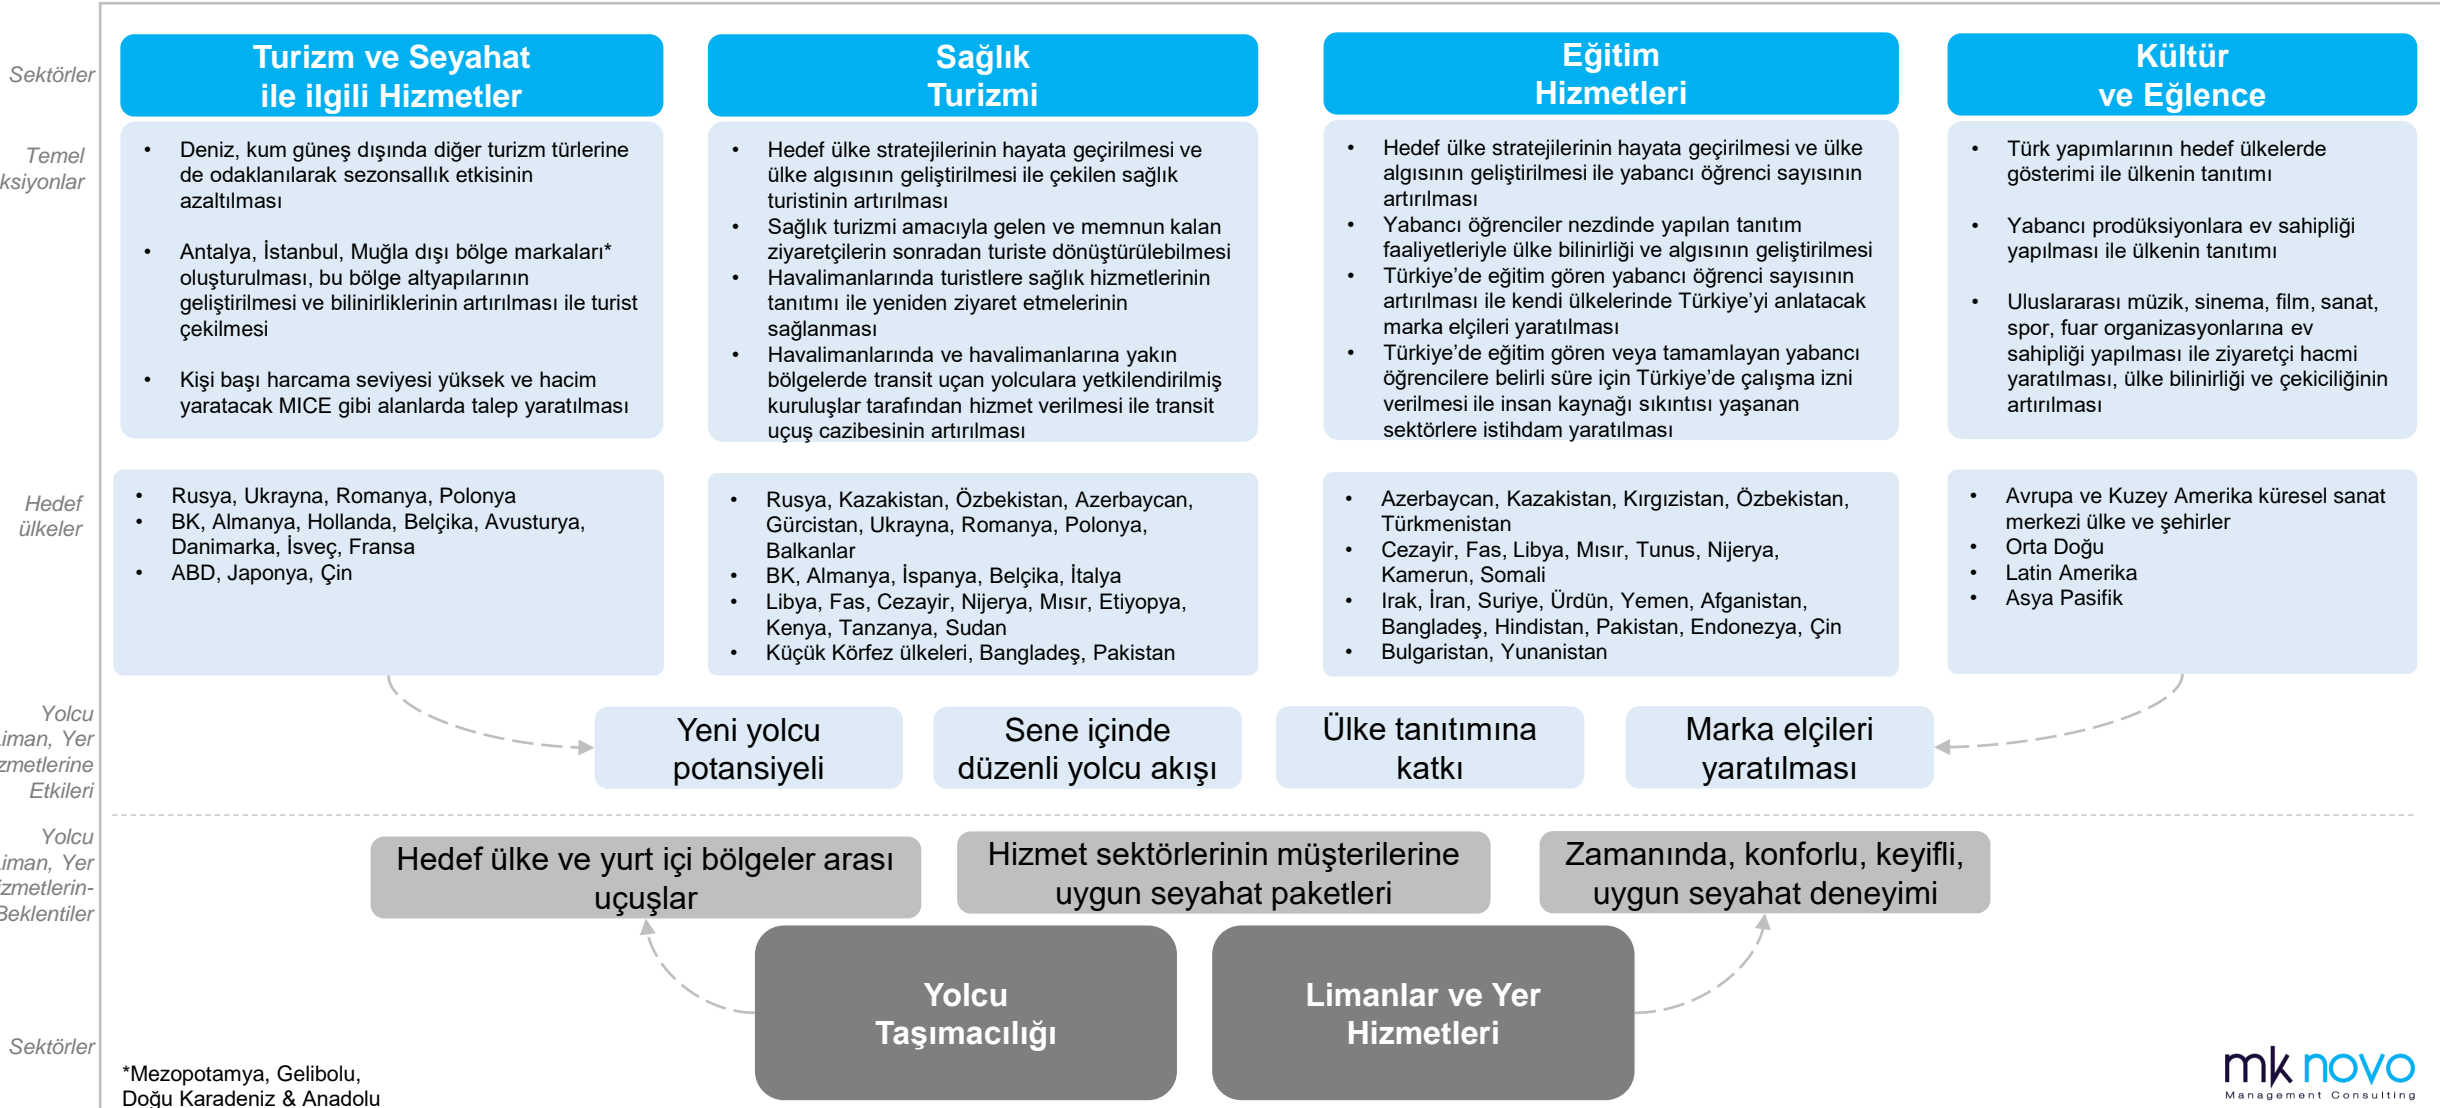 Sektörler
Turizm ve Seyahat
ile ilgili Hizmetler
Sağlık
Turizmi
Eğitim
Hizmetleri
Kültür
ve Eğlence
Temel
ksiyonlar
• Deniz, kum güneş dışında diğer turizm türlerine
de odaklanılarak sezonsallık etkisinin
azaltılması
• Antalya, İstanbul, Muğla dışı bölge markaları*
oluşturulması, bu bölge altyapılarının
geliştirilmesi ve bilinirliklerinin artırılması ile turist
çekilmesi
• Kişi başı harcama seviyesi yüksek ve hacim
yaratacak MICE gibi alanlarda talep yaratılması
• Hedef ülke stratejilerinin hayata geçirilmesi ve
ülke algısının geliştirilmesi ile çekilen sağlık
turistinin artırılması
• Sağlık turizmi amacıyla gelen ve memnun kalan
ziyaretçilerin sonradan turiste dönüştürülebilmesi
• Havalimanlarında turistlere sağlık hizmetlerinin
tanıtımı ile yeniden ziyaret etmelerinin
sağlanması
• Havalimanlarında ve havalimanlarına yakın
bölgelerde transit uçan yolculara yetkilendirilmiş
kuruluşlar tarafından hizmet verilmesi ile transit
uçuş cazibesinin artırılması
• Hedef ülke stratejilerinin hayata geçirilmesi ve ülke
algısının geliştirilmesi ile yabancı öğrenci sayısının
artırılması
• Yabancı öğrenciler nezdinde yapılan tanıtım
faaliyetleriyle ülke bilinirliği ve algısının geliştirilmesi
• Türkiye’de eğitim gören yabancı öğrenci sayısının
artırılması ile kendi ülkelerinde Türkiye’yi anlatacak
marka elçileri yaratılması
• Türkiye’de eğitim gören veya tamamlayan yabancı
öğrencilere belirli süre için Türkiye’de çalışma izni
verilmesi ile insan kaynağı sıkıntısı yaşanan
sektörlere istihdam yaratılması
• Türk yapımlarının hedef ülkelerde
gösterimi ile ülkenin tanıtımı
• Yabancı prodüksiyonlara ev sahipliği
yapılması ile ülkenin tanıtımı
• Uluslararası müzik, sinema, film, sanat,
spor, fuar organizasyonlarına ev
sahipliği yapılması ile ziyaretçi hacmi
yaratılması, ülke bilinirliği ve çekiciliğinin
artırılması
Hedef
ülkeler
• Rusya, Ukrayna, Romanya, Polonya
• BK, Almanya, Hollanda, Belçika, Avusturya,
Danimarka, İsveç, Fransa
• ABD, Japonya, Çin
• Rusya, Kazakistan, Özbekistan, Azerbaycan,
Gürcistan, Ukrayna, Romanya, Polonya,
Balkanlar
• BK, Almanya, İspanya, Belçika, İtalya
• Libya, Fas, Cezayir, Nijerya, Mısır, Etiyopya,
Kenya, Tanzanya, Sudan
• Küçük Körfez ülkeleri, Bangladeş, Pakistan
• Azerbaycan, Kazakistan, Kırgızistan, Özbekistan,
Türkmenistan
• Cezayir, Fas, Libya, Mısır, Tunus, Nijerya,
Kamerun, Somali
• Irak, İran, Suriye, Ürdün, Yemen, Afganistan,
Bangladeş, Hindistan, Pakistan, Endonezya, Çin
• Bulgaristan, Yunanistan
• Avrupa ve Kuzey Amerika küresel sanat
merkezi ülke ve şehirler
• Orta Doğu
• Latin Amerika
• Asya Pasifik
Yolcu
iman, Yer
zmetlerine
Etkileri
Yeni yolcu
potansiyeli
Sene içinde
düzenli yolcu akışı
Ülke tanıtımına
katkı
Marka elçileri
yaratılması
Yolcu
iman, Yer
izmetlerin-
Beklentiler
Hedef ülke ve yurt içi bölgeler arası
uçuşlar
Hizmet sektörlerinin müşterilerine
uygun seyahat paketleri
Zamanında, konforlu, keyifli,
uygun seyahat deneyimi
Sektörler
Yolcu
Taşımacılığı
Limanlar ve Yer
Hizmetleri
*Mezopotamya, Gelibolu,
Doğu Karadeniz & Anadolu
mk novo
Management Consulting